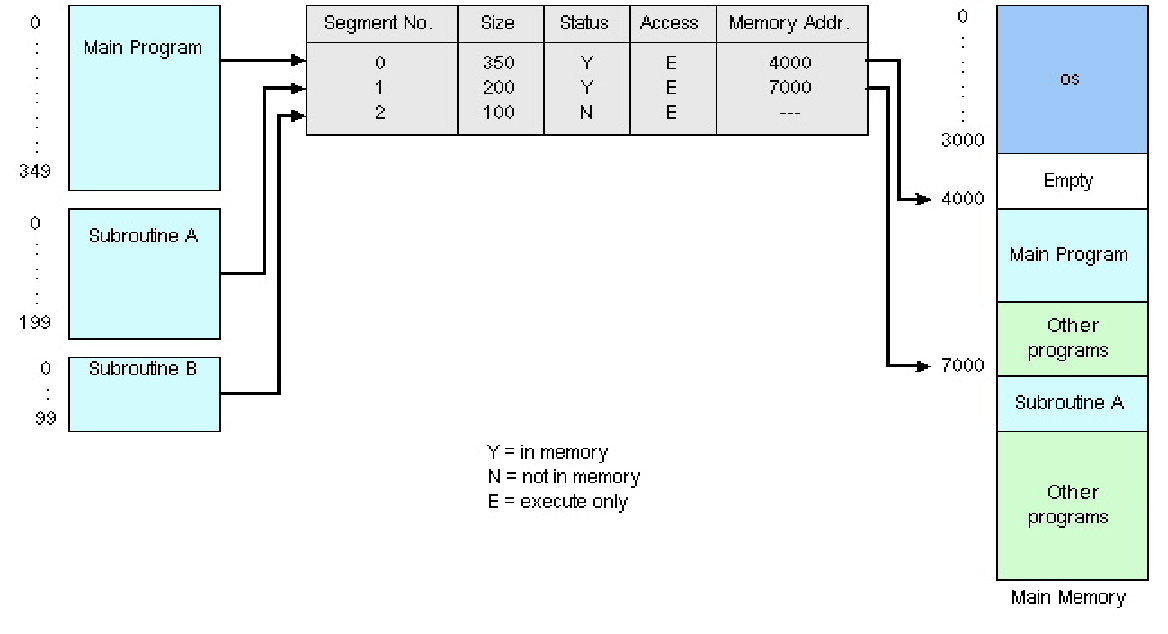 0
:
:
:
:
:
349
Main Program
0
:
:
:
199
Subroutine A
0
:
99
Subroutine B
Segment No. Size Status Access Memory Addr.
0 350 Y E 4000
1 200 Y E 7000
2 100 N E ---
Y = in memory
N = not in memory
E = execute only
0
:
:
:
:
3000
4000
7000
os
Empty
Main Program
Other
programs
Subroutine A
Other
programs
Main Memory